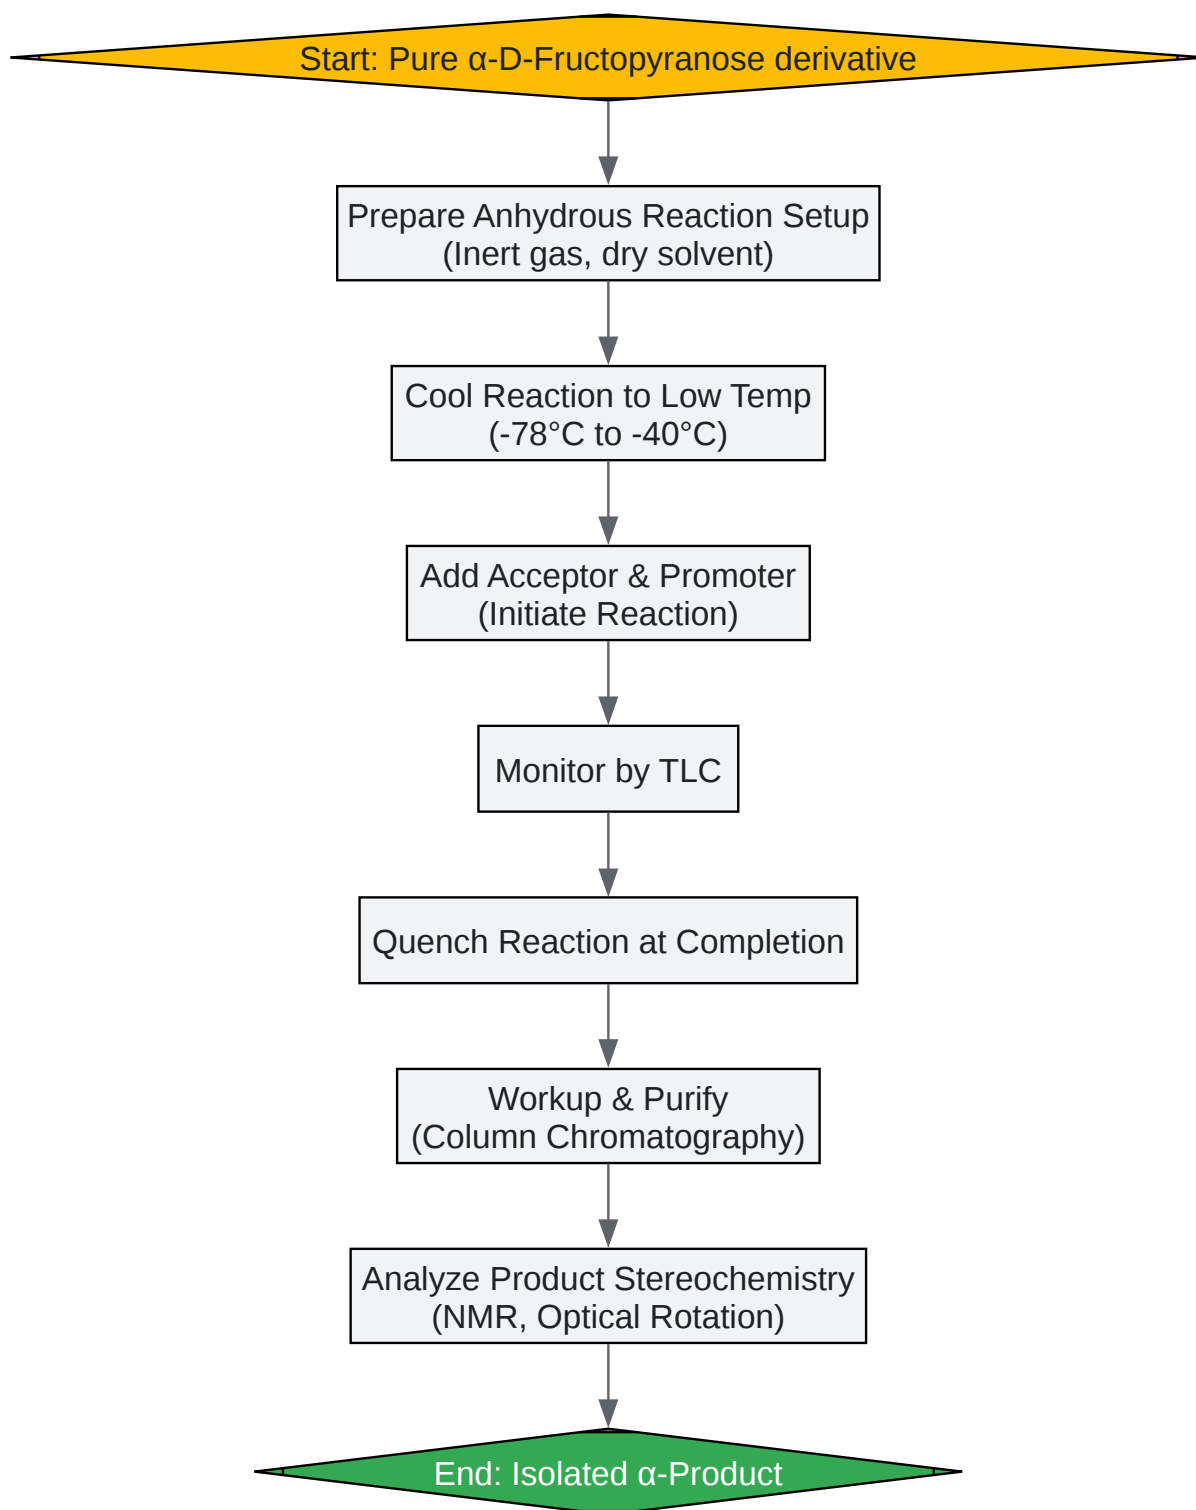 Start: Pure α-D-Fructopyranose derivative
Prepare Anhydrous Reaction Setup
(Inert gas, dry solvent)
Cool Reaction to Low Temp
(-78°C to -40°C)
Add Acceptor & Promoter
(Initiate Reaction)
Monitor by TLC
Quench Reaction at Completion
Workup & Purify
(Column Chromatography)
Analyze Product Stereochemistry
(NMR, Optical Rotation)
End: Isolated α-Product